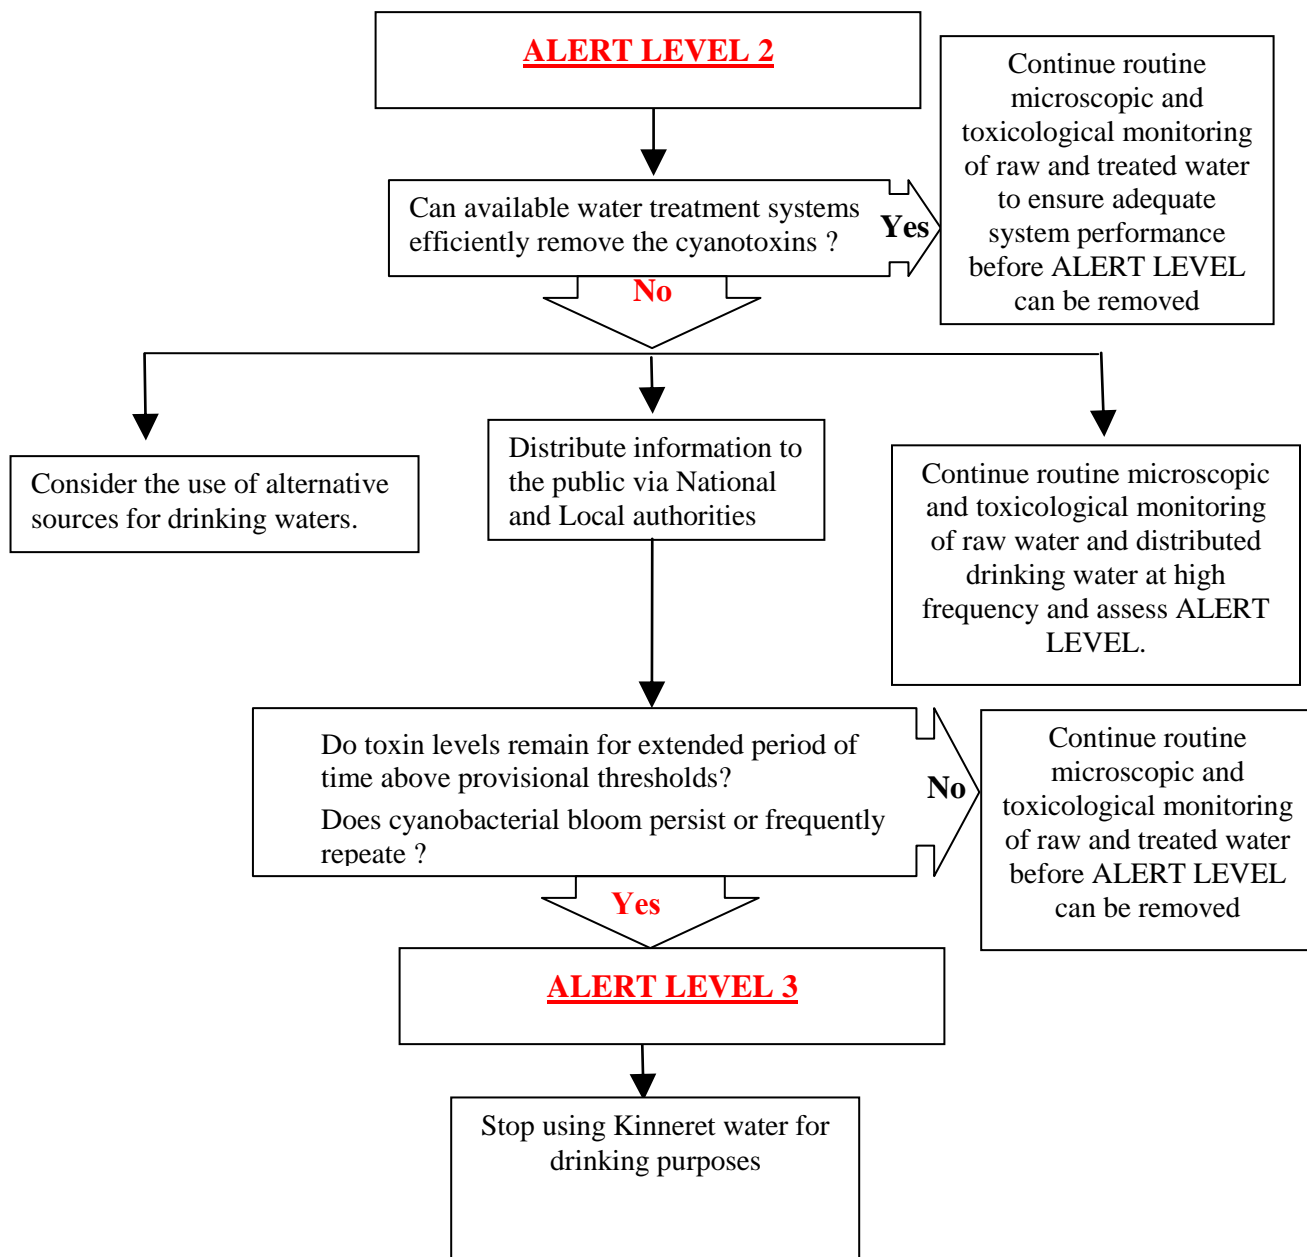 ALERT LEVEL 2
Continue routine
microscopic and
toxicological monitoring
of raw and treated water
to ensure adequate
system performance
before ALERT LEVEL
can be removed
Can available water treatment systems
efficiently remove the cyanotoxins ?
Yes
No
Consider the use of alternative
sources for drinking waters.
Distribute information to
the public via National
and Local authorities
Continue routine microscopic
and toxicological monitoring
of raw water and distributed
drinking water at high
frequency and assess ALERT
LEVEL.
Do toxin levels remain for extended period of
time above provisional thresholds?
Does cyanobacterial bloom persist or frequently
repeate ?
No
Continue routine
microscopic and
toxicological monitoring
of raw and treated water
before ALERT LEVEL
can be removed
Yes
ALERT LEVEL 3
Stop using Kinneret water for
drinking purposes